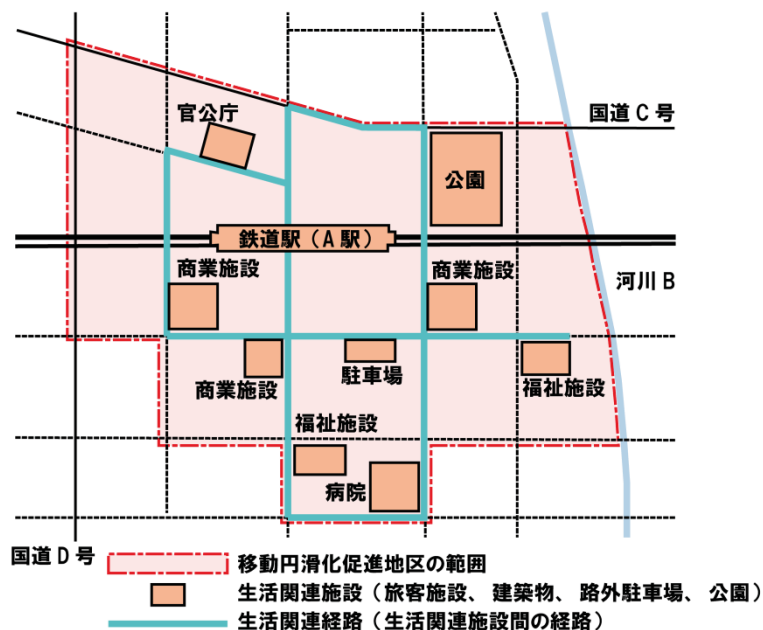 官公庁
国道C号
公園
鉄道駅（A駅）
商業施設
商業施設
河川B
商業施設
駐車場
福祉施設
福祉施設
病院
国道D号
移動円滑化促進地区の範囲
生活関連施設（旅客施設、建築物、路外駐車場、公園）
生活関連経路（生活関連施設間の経路）